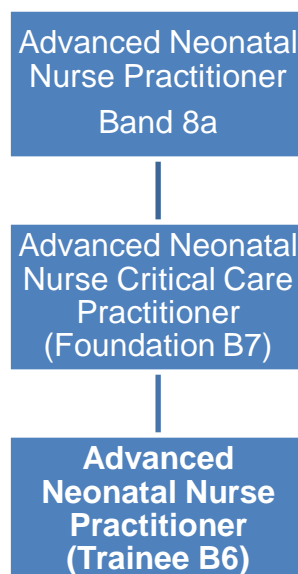 Advanced Neonatal
Nurse Practitioner
Band 8a
Advanced Neonatal
Nurse Critical Care
Practitioner
(Foundation B7)
Advanced
Neonatal Nurse
Practitioner
(Trainee B6)